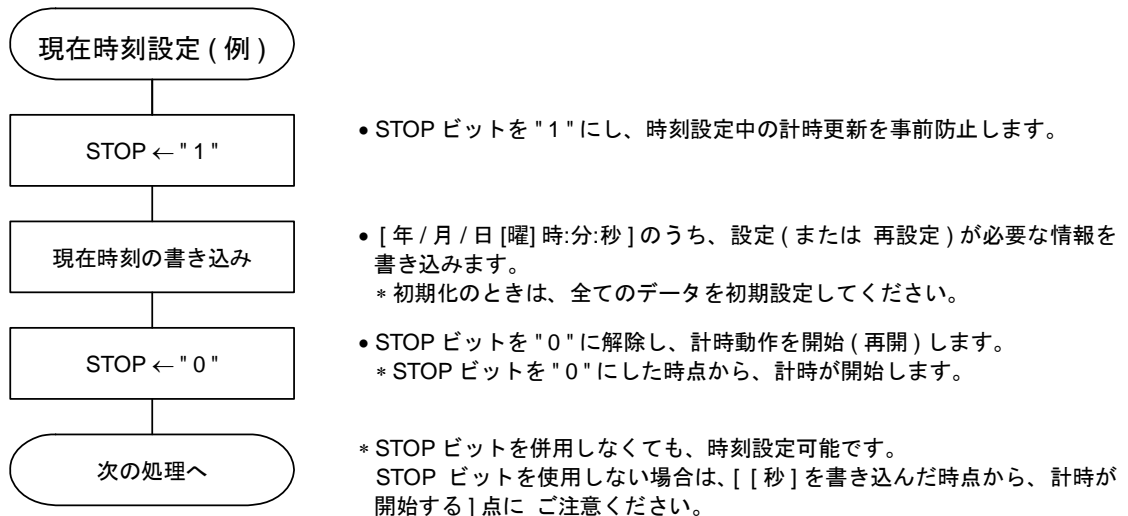 現在時刻設定 ( 例 )
STOP ← " 1 "
• STOP ビットを " 1 " にし、時刻設定中の計時更新を事前防止します。
現在時刻の書き込み
• [ 年 / 月 / 日 [曜] 時:分:秒 ] のうち、設定 ( または 再設定 ) が必要な情報を
書き込みます。
* 初期化のときは、全てのデータを初期設定してください。
STOP ← " 0 "
• STOP ビットを " 0 " に解除し、計時動作を開始 ( 再開 ) します。
* STOP ビットを " 0 " にした時点から、計時が開始します。
次の処理へ
* STOP ビットを併用しなくても、時刻設定可能です。
STOP ビットを使用しない場合は、[ [ 秒 ] を書き込んだ時点から、計時が
開始する ] 点に ご注意ください。